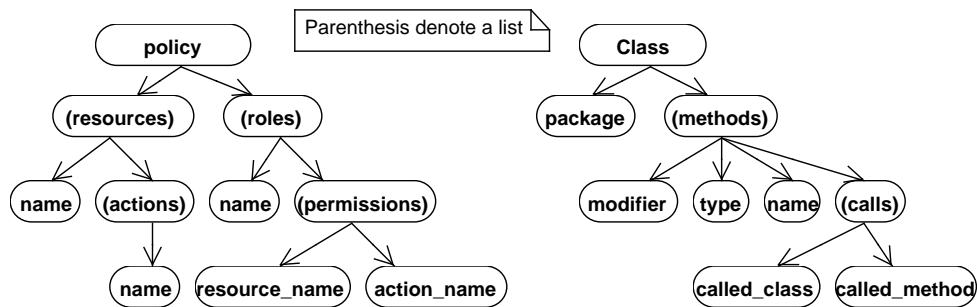 Parenthesis denote a list
policy
Class
(resources)
(roles)
package
(methods)
name
(actions)
name
(permissions)
modifier
type
name
(calls)
name
resource_name
action_name
called_class
called_method